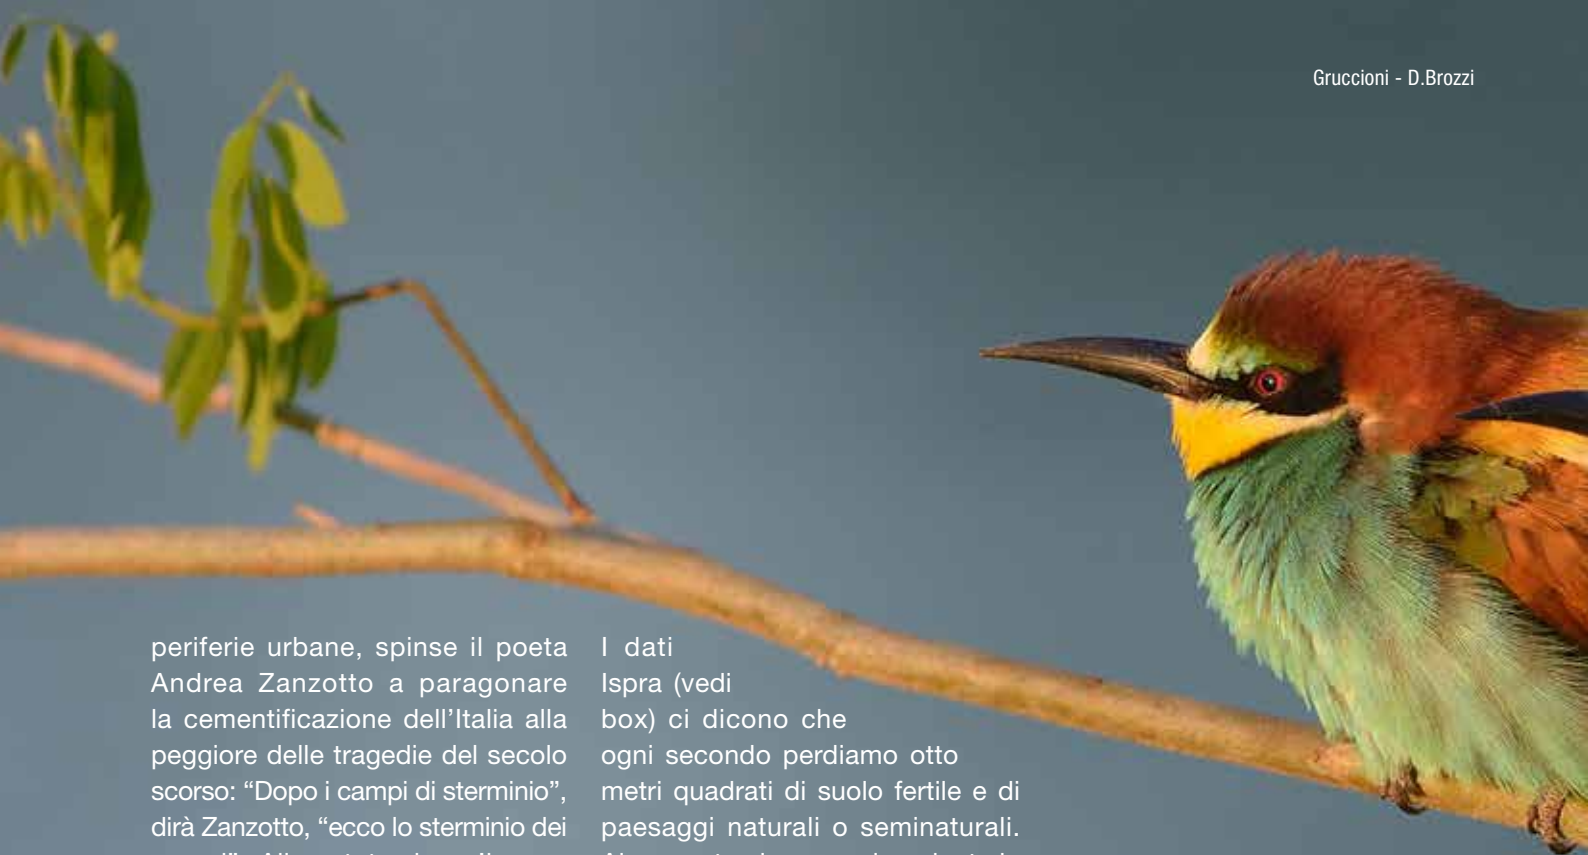 Gruccioni - D.Brozzi
periferie urbane, spinse il poeta
Andrea Zanzotto a paragonare
la cementificazione dell’Italia alla
peggiore delle tragedie del secolo
scorso: “Dopo i campi di sterminio”,
dirà Zanzotto, “ecco lo sterminio dei
I dati
Ispra (vedi
box) ci dicono che
ogni secondo perdiamo otto
metri quadrati di suolo fertile e di
paesaggi naturali o seminaturali.